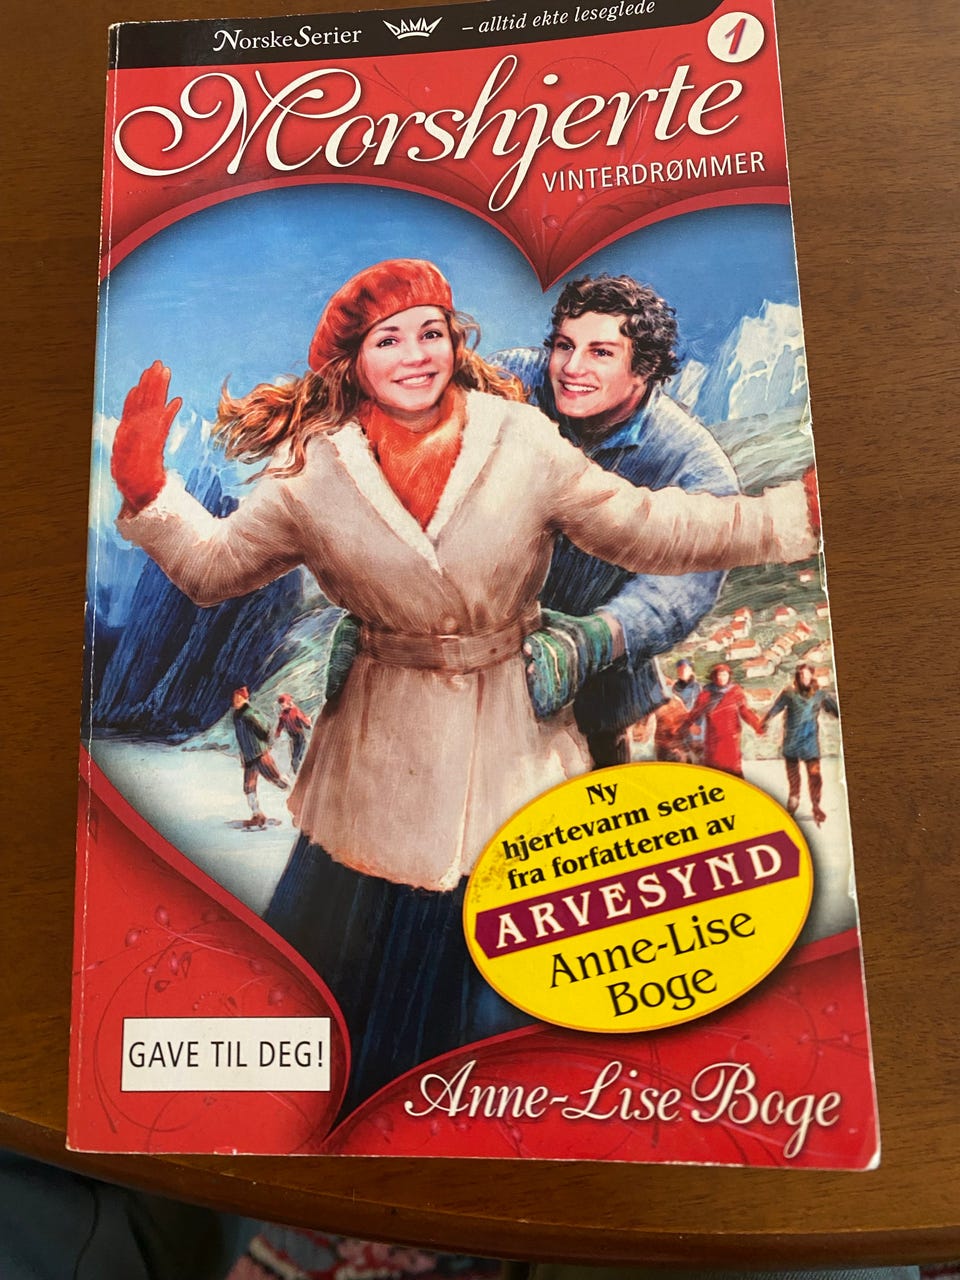 NorskeSerier DAMM – alltid ekte leseglede
1
Morshjerte
VINTERDRØMMER
Ny
hjertevarm serie
fra forfatteren av
ARVESYND
Anne-Lise
Boge
GAVE TIL DEG!
Anne-Lise Boge